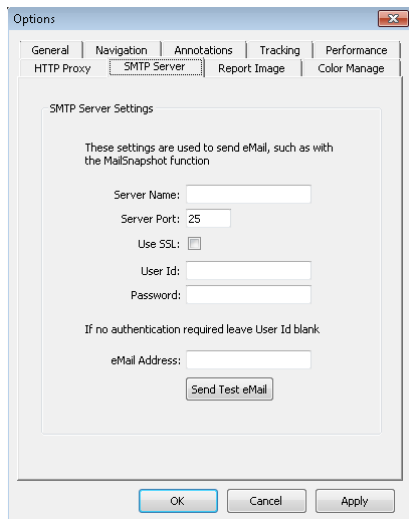 Options
General Navigation Annotations Tracking Performance
HTTP Proxy SMTP Server Report Image Color Manage
SMTP Server Settings
These settings are used to send eMail, such as with
the MailSnapshot function
Server Name:
Server Port: 25
Use SSL:
User Id:
Password:
If no authentication required leave User Id blank
eMail Address:
Send Test eMail
OK Cancel Apply